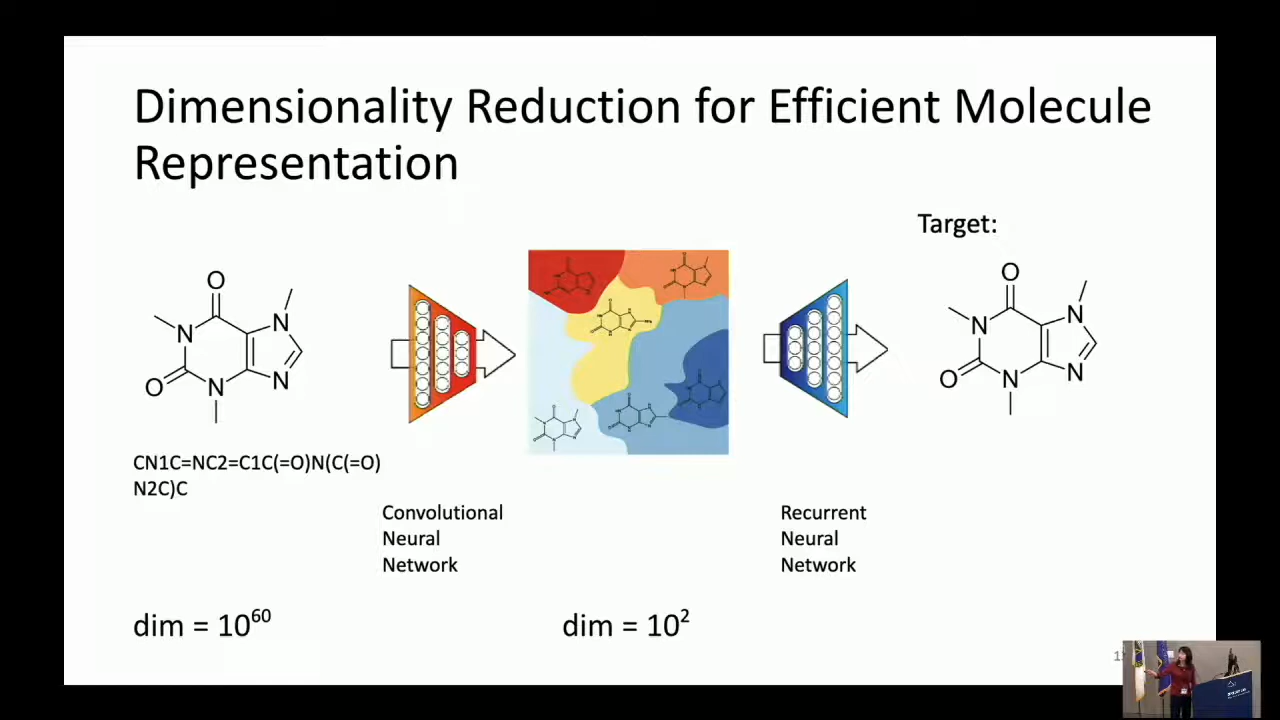 Dimensionality Reduction for Efficient Molecule
Representation
Target:
O
N
N
O
N
N
O
N
N
O
N
N
CN1C=NC2=C1C(=O)N(C(=O)
N2C)C
Convolutional
Neural
Network
Recurrent
Neural
Network
dim = 10⁶⁰
dim = 10²